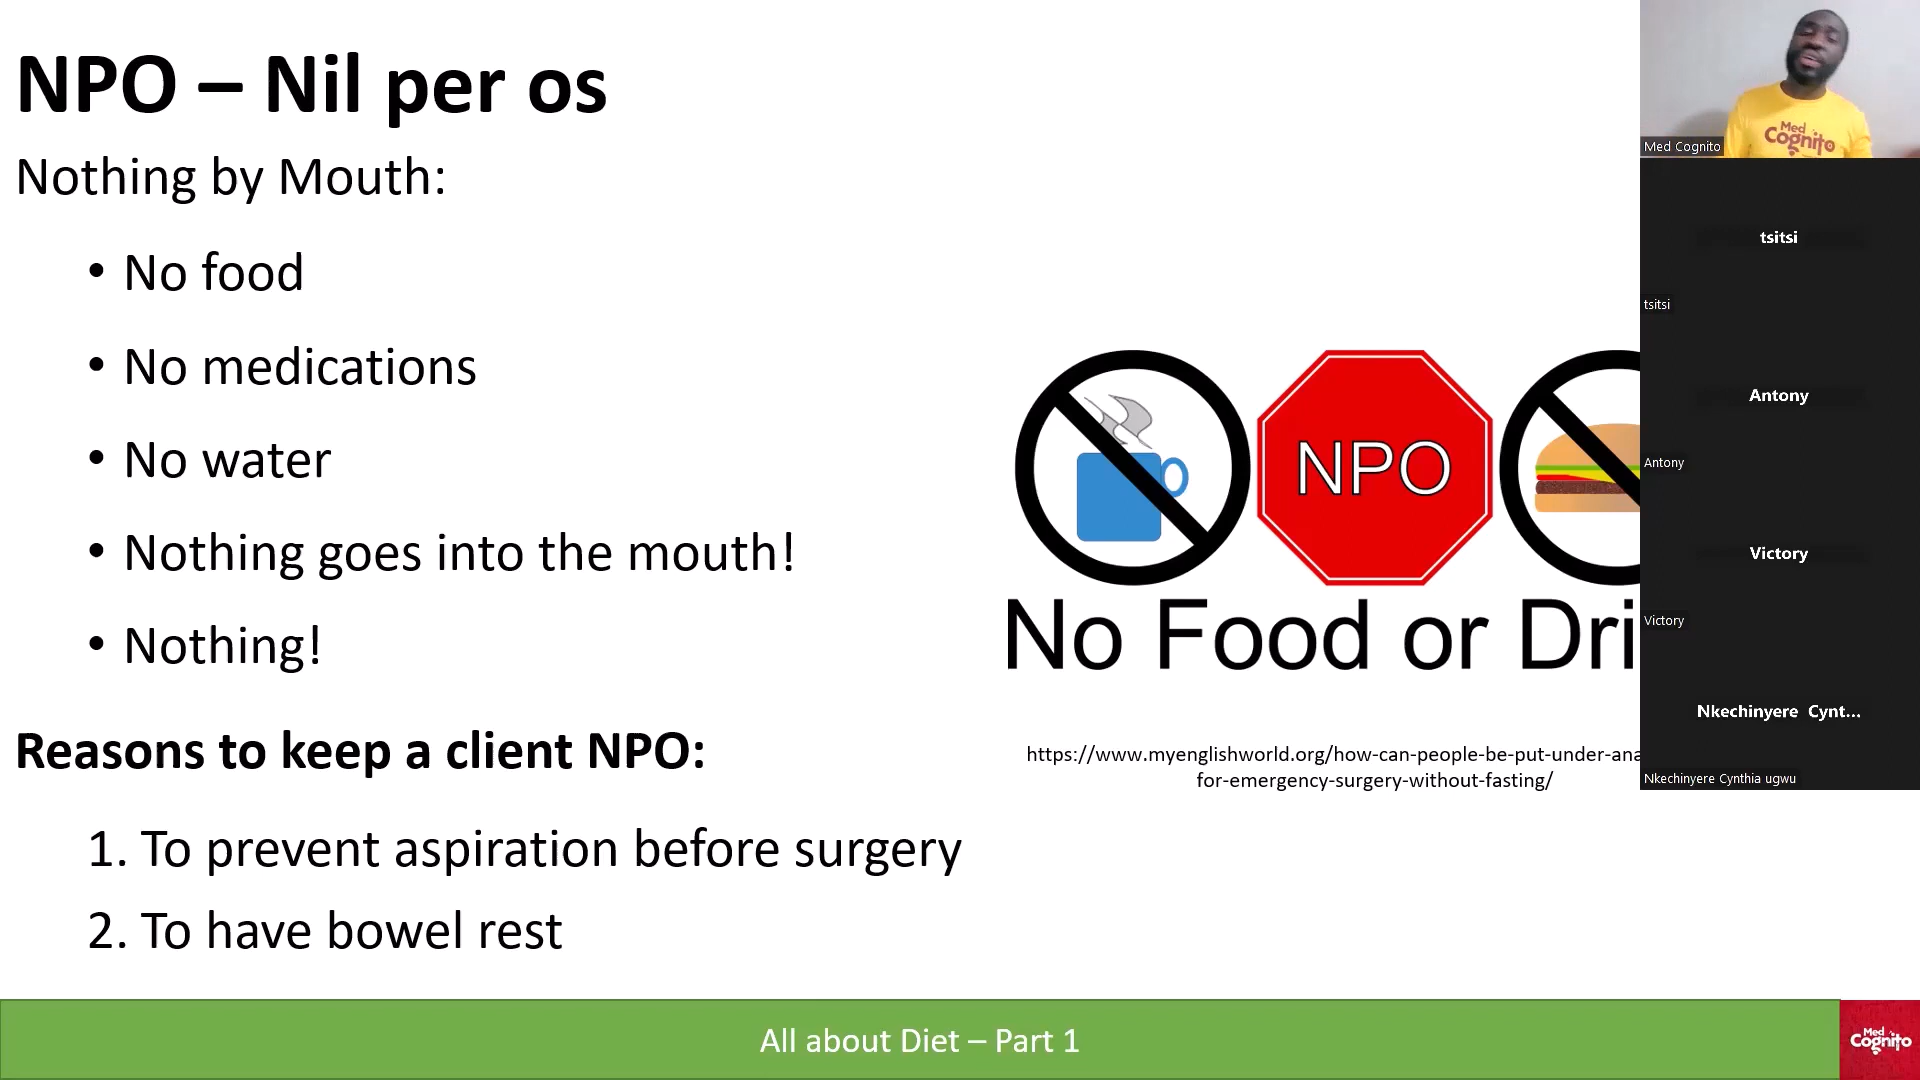 NPO – Nil per os
Nothing by Mouth:
• No food
• No medications
• No water
• Nothing goes into the mouth!
• Nothing!
Reasons to keep a client NPO:
1. To prevent aspiration before surgery
2. To have bowel rest
NPO
No Food or Dri
https://www.myenglishworld.org/how-can-people-be-put-under-ana
for-emergency-surgery-without-fasting/
All about Diet – Part 1
Med
Cognito
Med
Cognito
Med Cognito
tsitsi
tsitsi
Antony
Antony
Victory
Victory
Nkechinyere Cynt...
Nkechinyere Cynthia ugwu